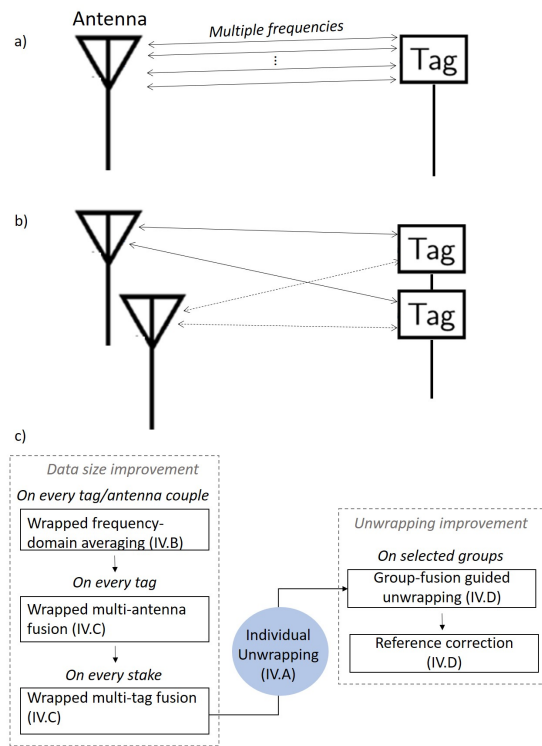 Antenna
a)
Multiple frequencies
...
Tag
b)
Tag
Tag
c)
Data size improvement
On every tag/antenna couple
Wrapped frequency-
domain averaging (IV.B)
On every tag
Wrapped multi-antenna
fusion (IV.C)
On every stake
Wrapped multi-tag fusion
(IV.C)
Individual
Unwrapping
(IV.A)
Unwrapping improvement
On selected groups
Group-fusion guided
unwrapping (IV.D)
Reference correction
(IV.D)